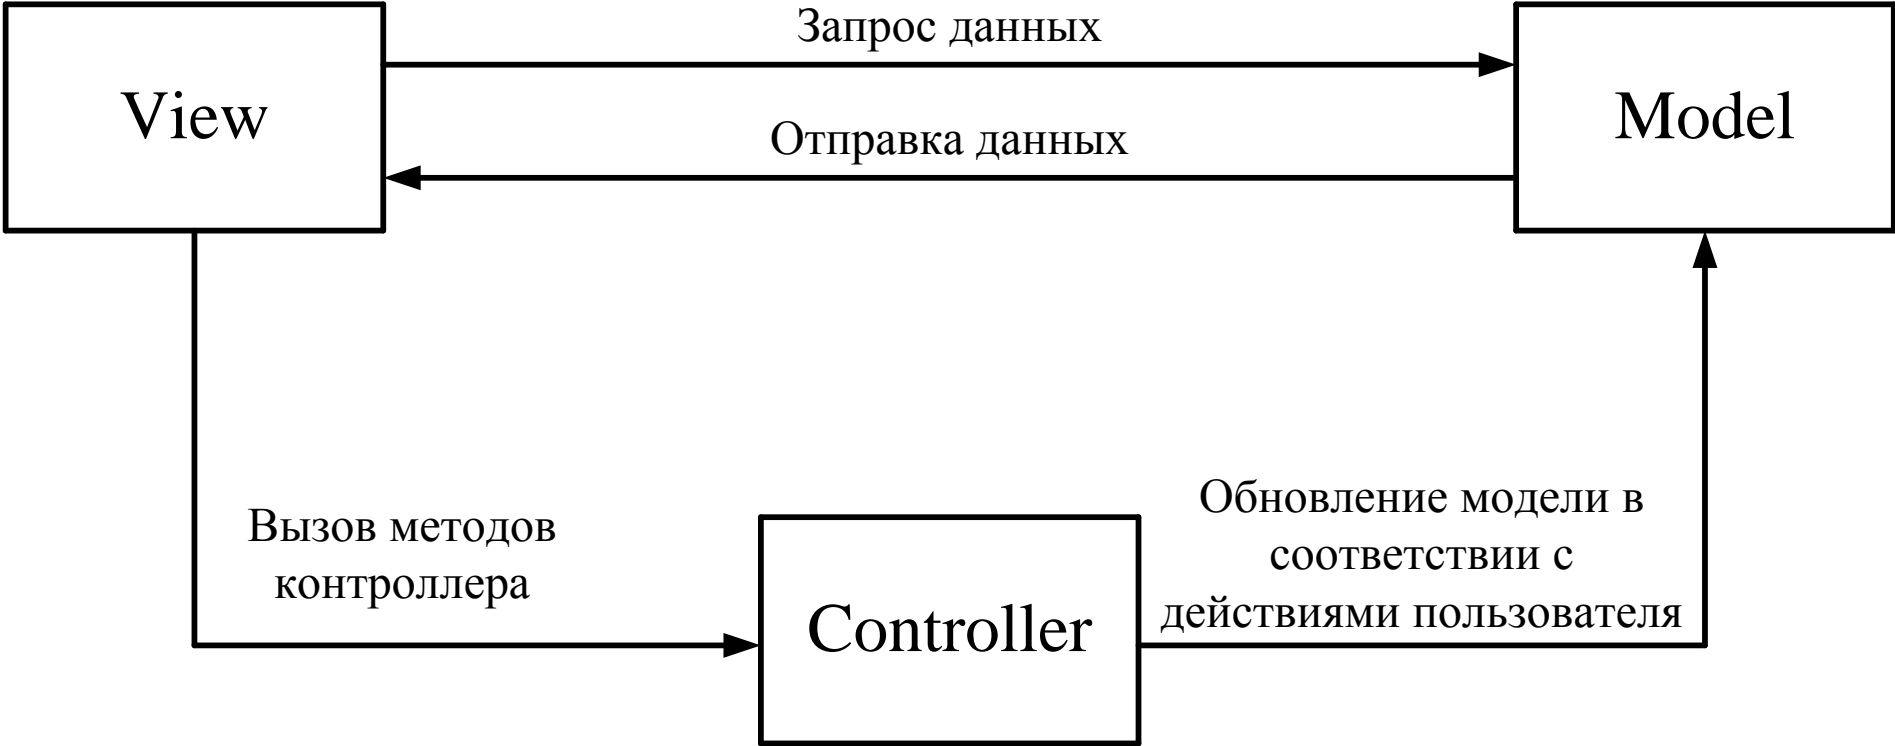 Запрос данных
View
Model
Отправка данных
Вызов методов
контроллера
Controller
Обновление модели в
соответствии с
действиями пользователя